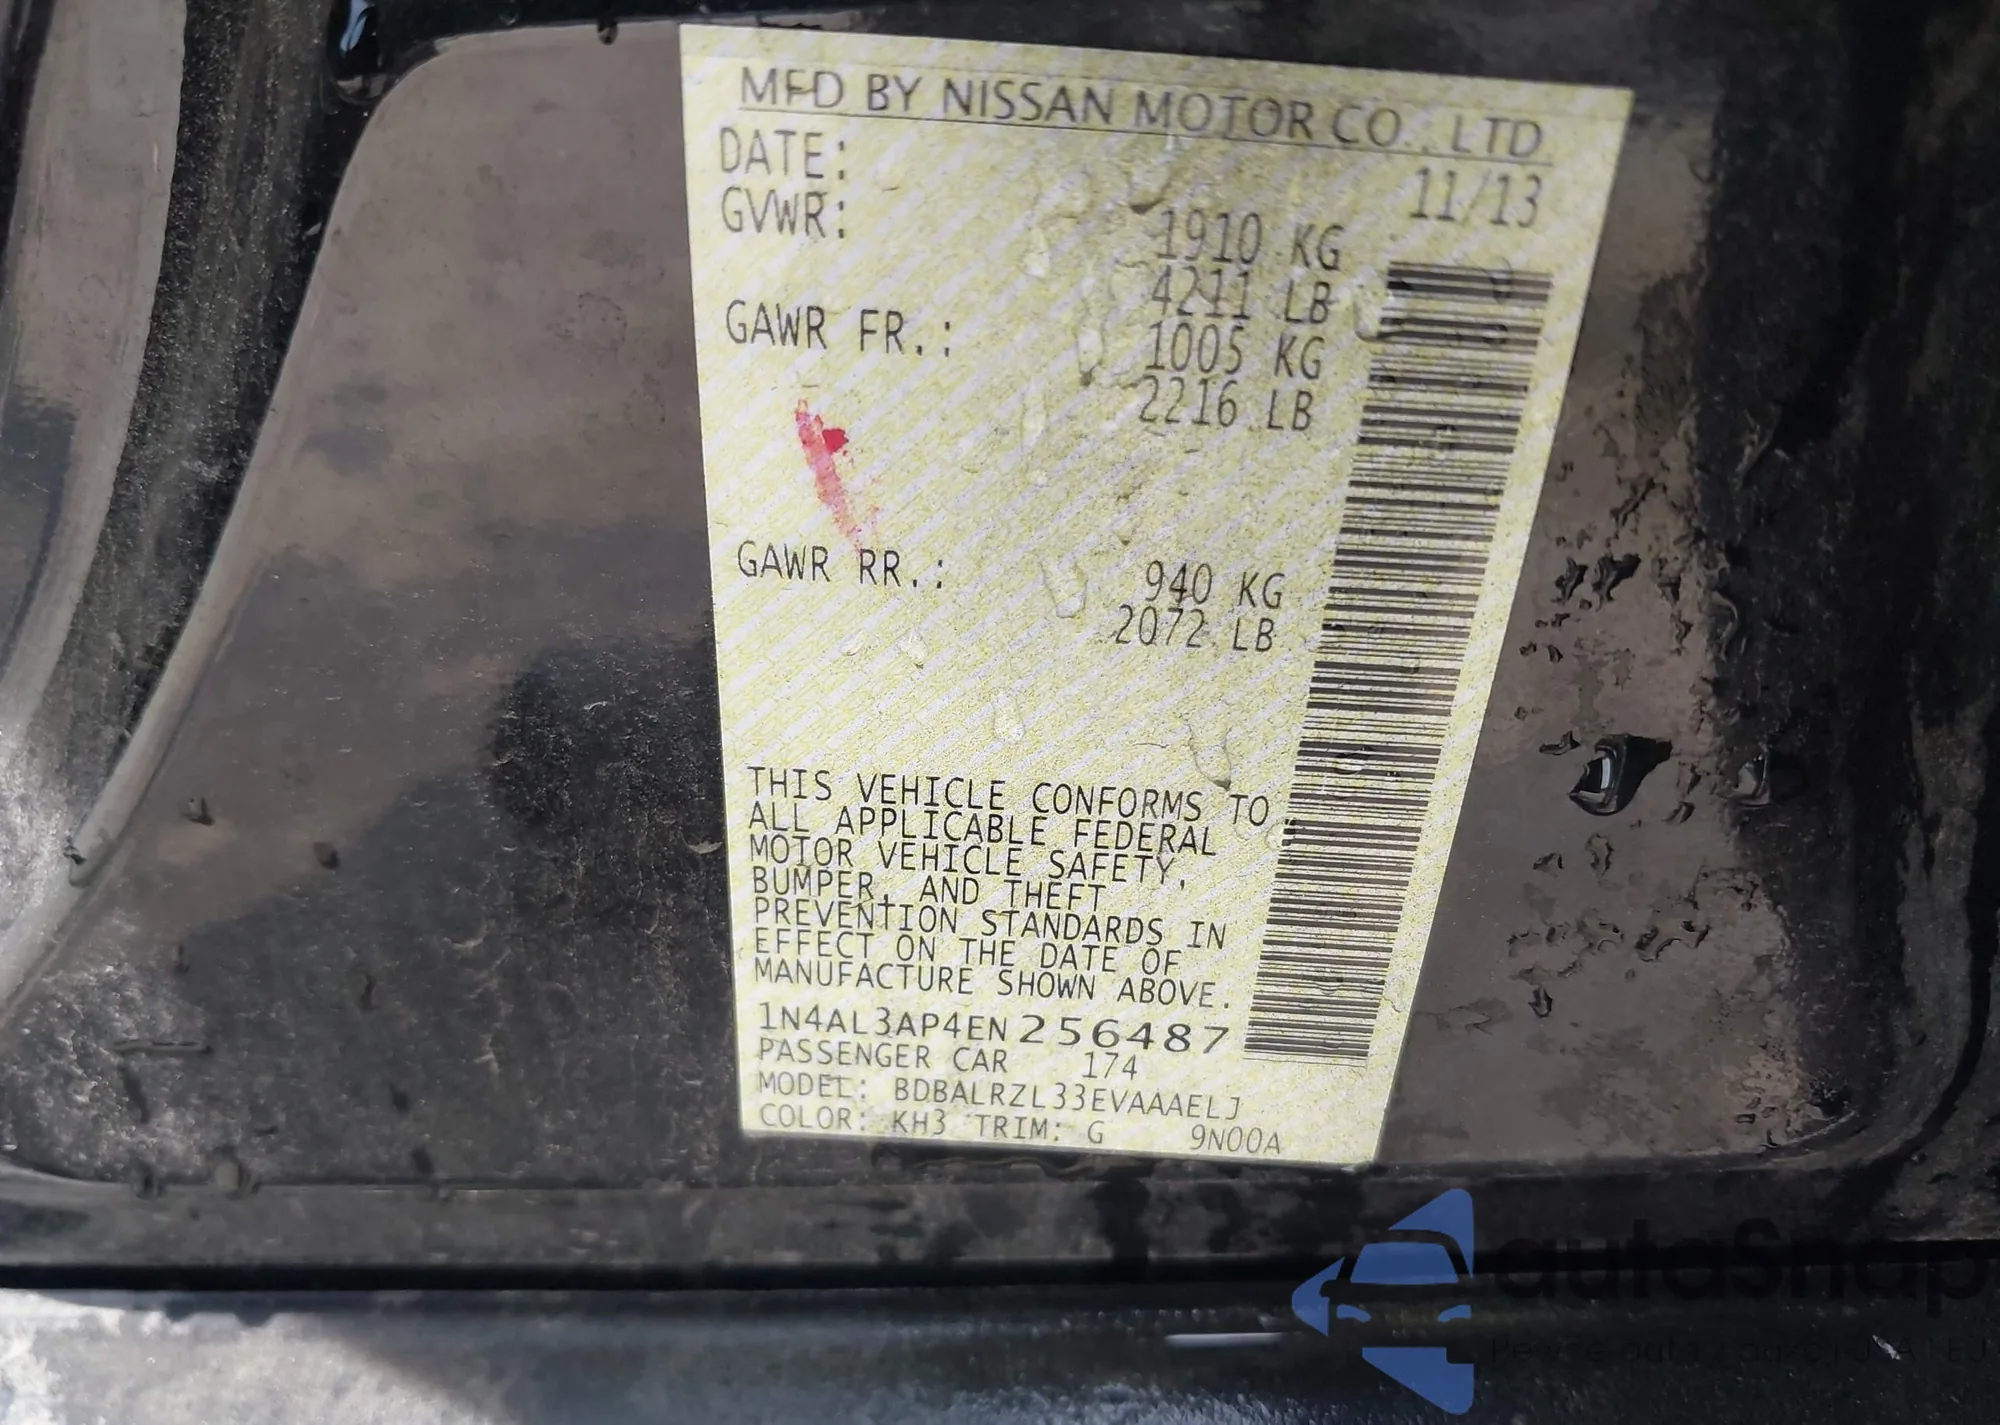 MFD BY NISSAN MOTOR CO., LTD
DATE: 11/13
GVWR: 1910 KG
4211 LB
GAWR FR.: 1005 KG
2216 LB
GAWR RR.: 940 KG
2072 LB
THIS VEHICLE CONFORMS TO
ALL APPLICABLE FEDERAL
MOTOR VEHICLE SAFETY,
BUMPER, AND THEFT
PREVENTION STANDARDS IN
EFFECT ON THE DATE OF
MANUFACTURE SHOWN ABOVE.
1N4AL3AP4EN256487
PASSENGER CAR 174
MODEL: BDBALRZL33EVAAAELJ
COLOR: KH3 TRIM: G 9N00A
autaSnap